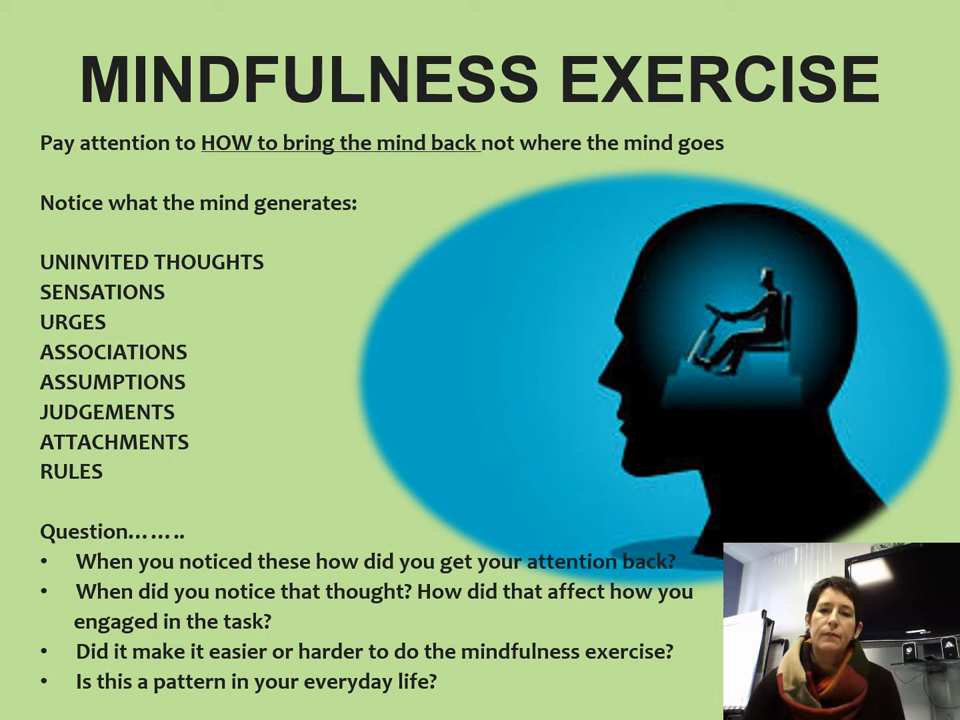 MINDFULNESS EXERCISE
Pay attention to HOW to bring the mind back not where the mind goes
Notice what the mind generates:
UNINVITED THOUGHTS
SENSATIONS
URGES
ASSOCIATIONS
ASSUMPTIONS
JUDGEMENTS
ATTACHMENTS
RULES
Question……..
• When you noticed these how did you get your attention back?
• When did you notice that thought? How did that affect how you
engaged in the task?
• Did it make it easier or harder to do the mindfulness exercise?
• Is this a pattern in your everyday life?